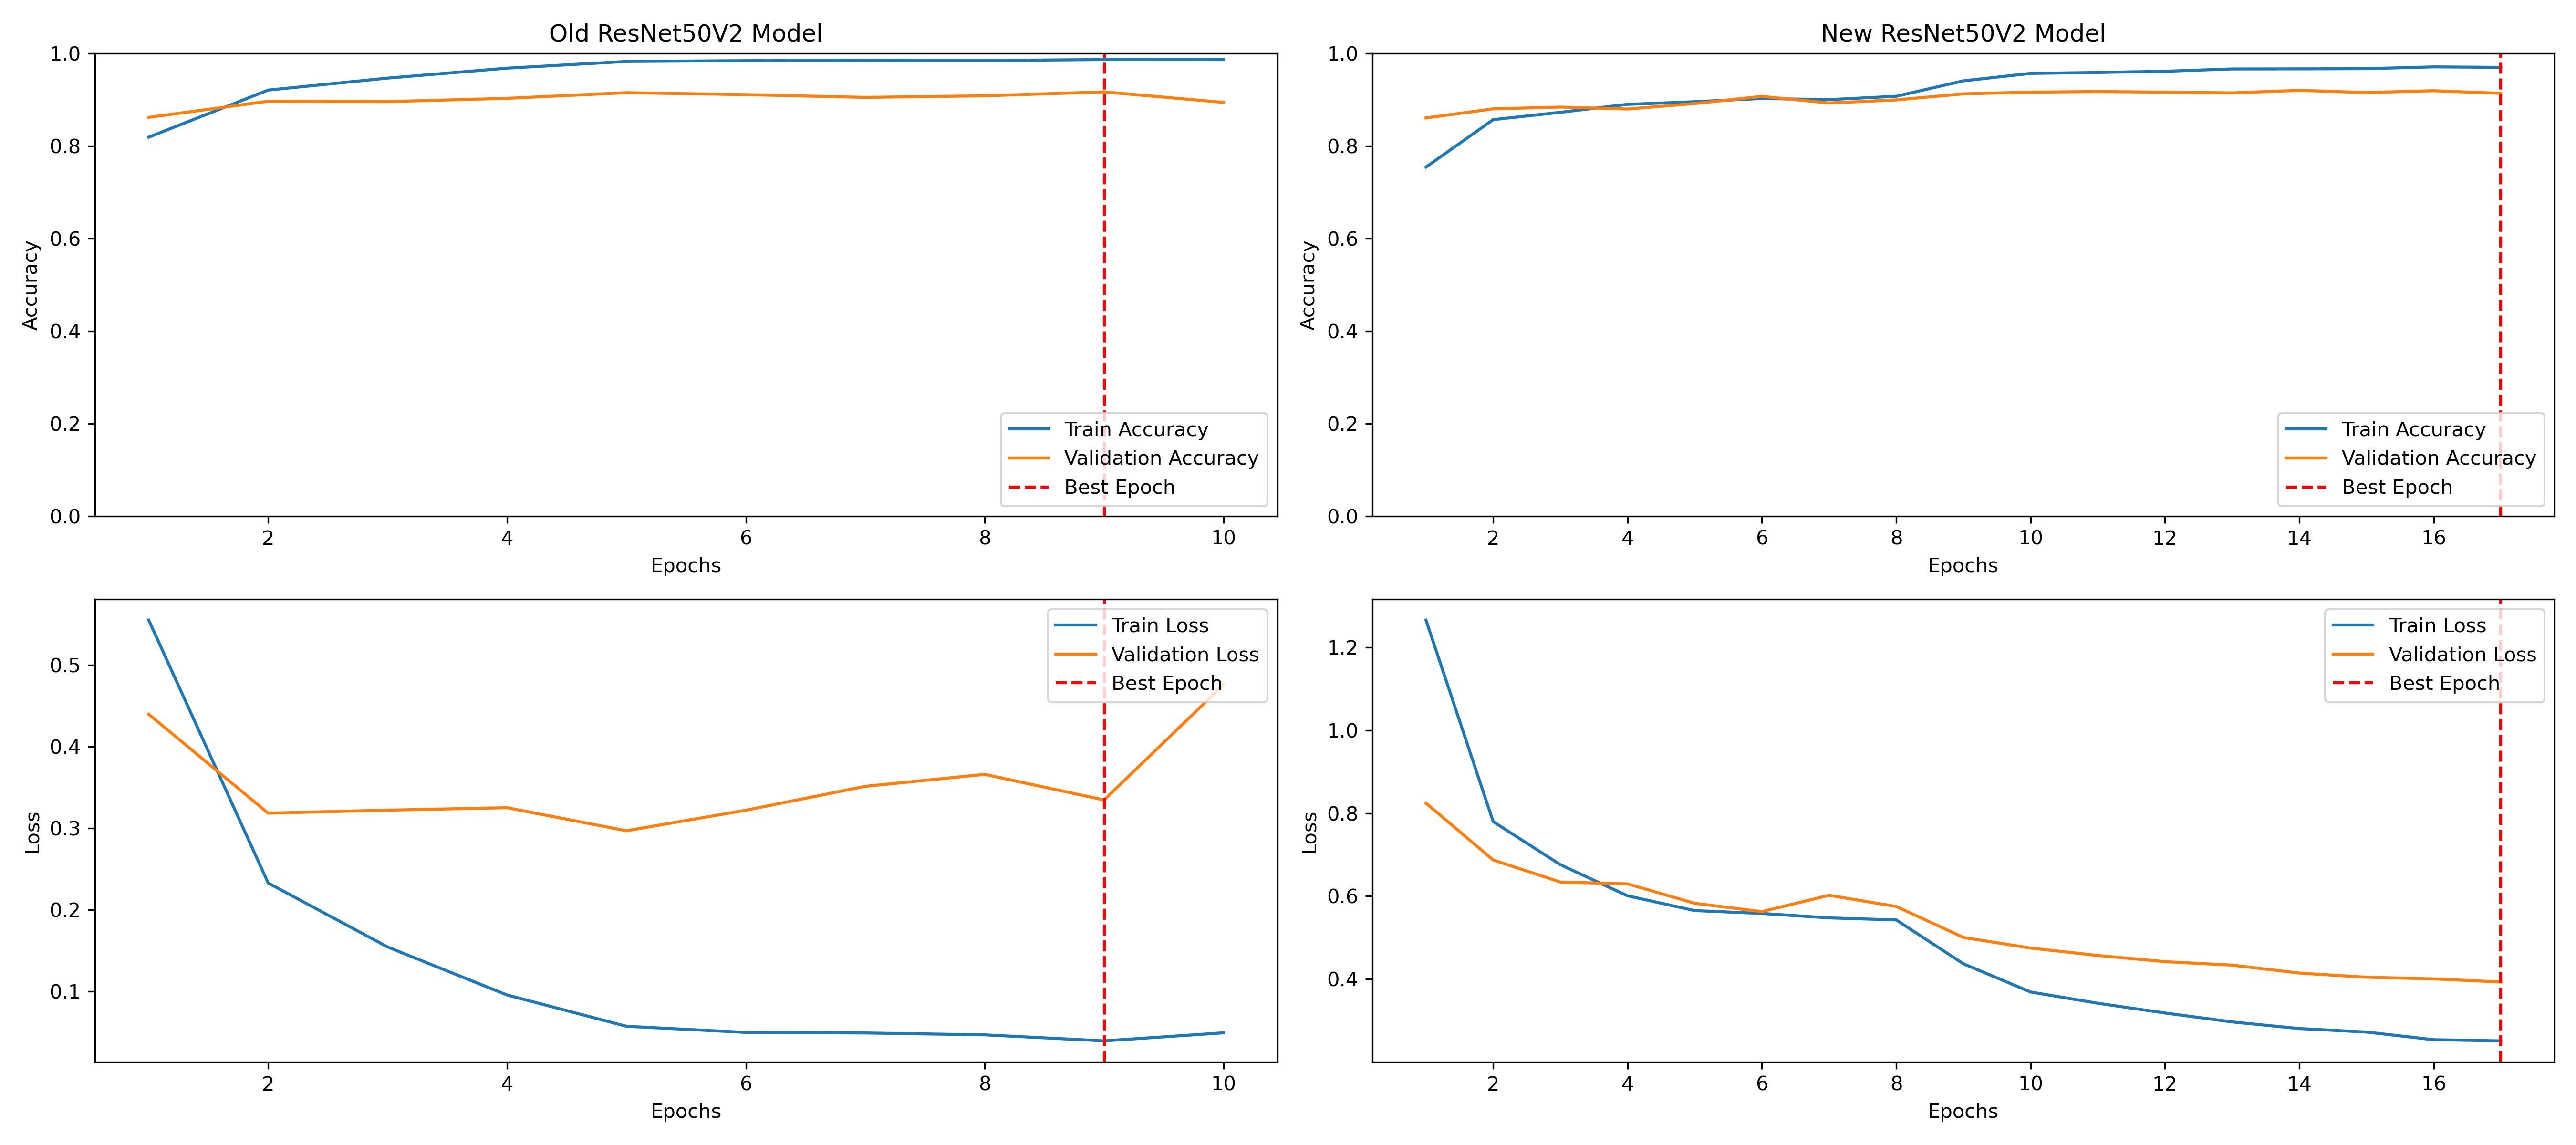 Old ResNet50V2 Model
1.0
0.8
0.6
0.4
0.2
0.0
Accuracy
Train Accuracy
Validation Accuracy
Best Epoch
2 4 6 8 10
Epochs
New ResNet50V2 Model
1.0
0.8
0.6
0.4
0.2
0.0
Accuracy
Train Accuracy
Validation Accuracy
Best Epoch
2 4 6 8 10 12 14 16
Epochs
0.5
0.4
0.3
0.2
0.1
Loss
Train Loss
Validation Loss
Best Epoch
2 4 6 8 10
Epochs
1.2
1.0
0.8
0.6
0.4
Loss
Train Loss
Validation Loss
Best Epoch
2 4 6 8 10 12 14 16
Epochs